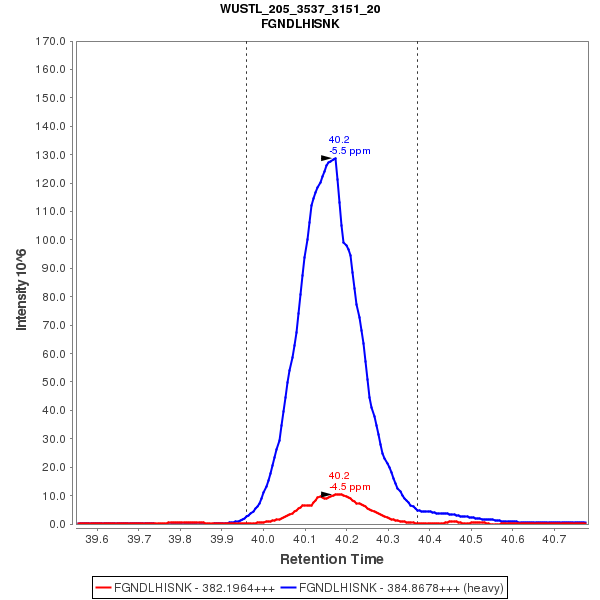 WUSTL_205_3537_3151_20
FGNDLHISNK
170.0
160.0
150.0
140.0
130.0
120.0
110.0
100.0
90.0
80.0
70.0
60.0
50.0
40.0
30.0
20.0
10.0
0.0
Intensity 10^6
40.2
-5.5 ppm
40.2
-4.5 ppm
39.6 39.7 39.8 39.9 40.0 40.1 40.2 40.3 40.4 40.5 40.6 40.7
Retention Time
FGNDLHISNK - 382.1964+++ FGNDLHISNK - 384.8678+++ (heavy)